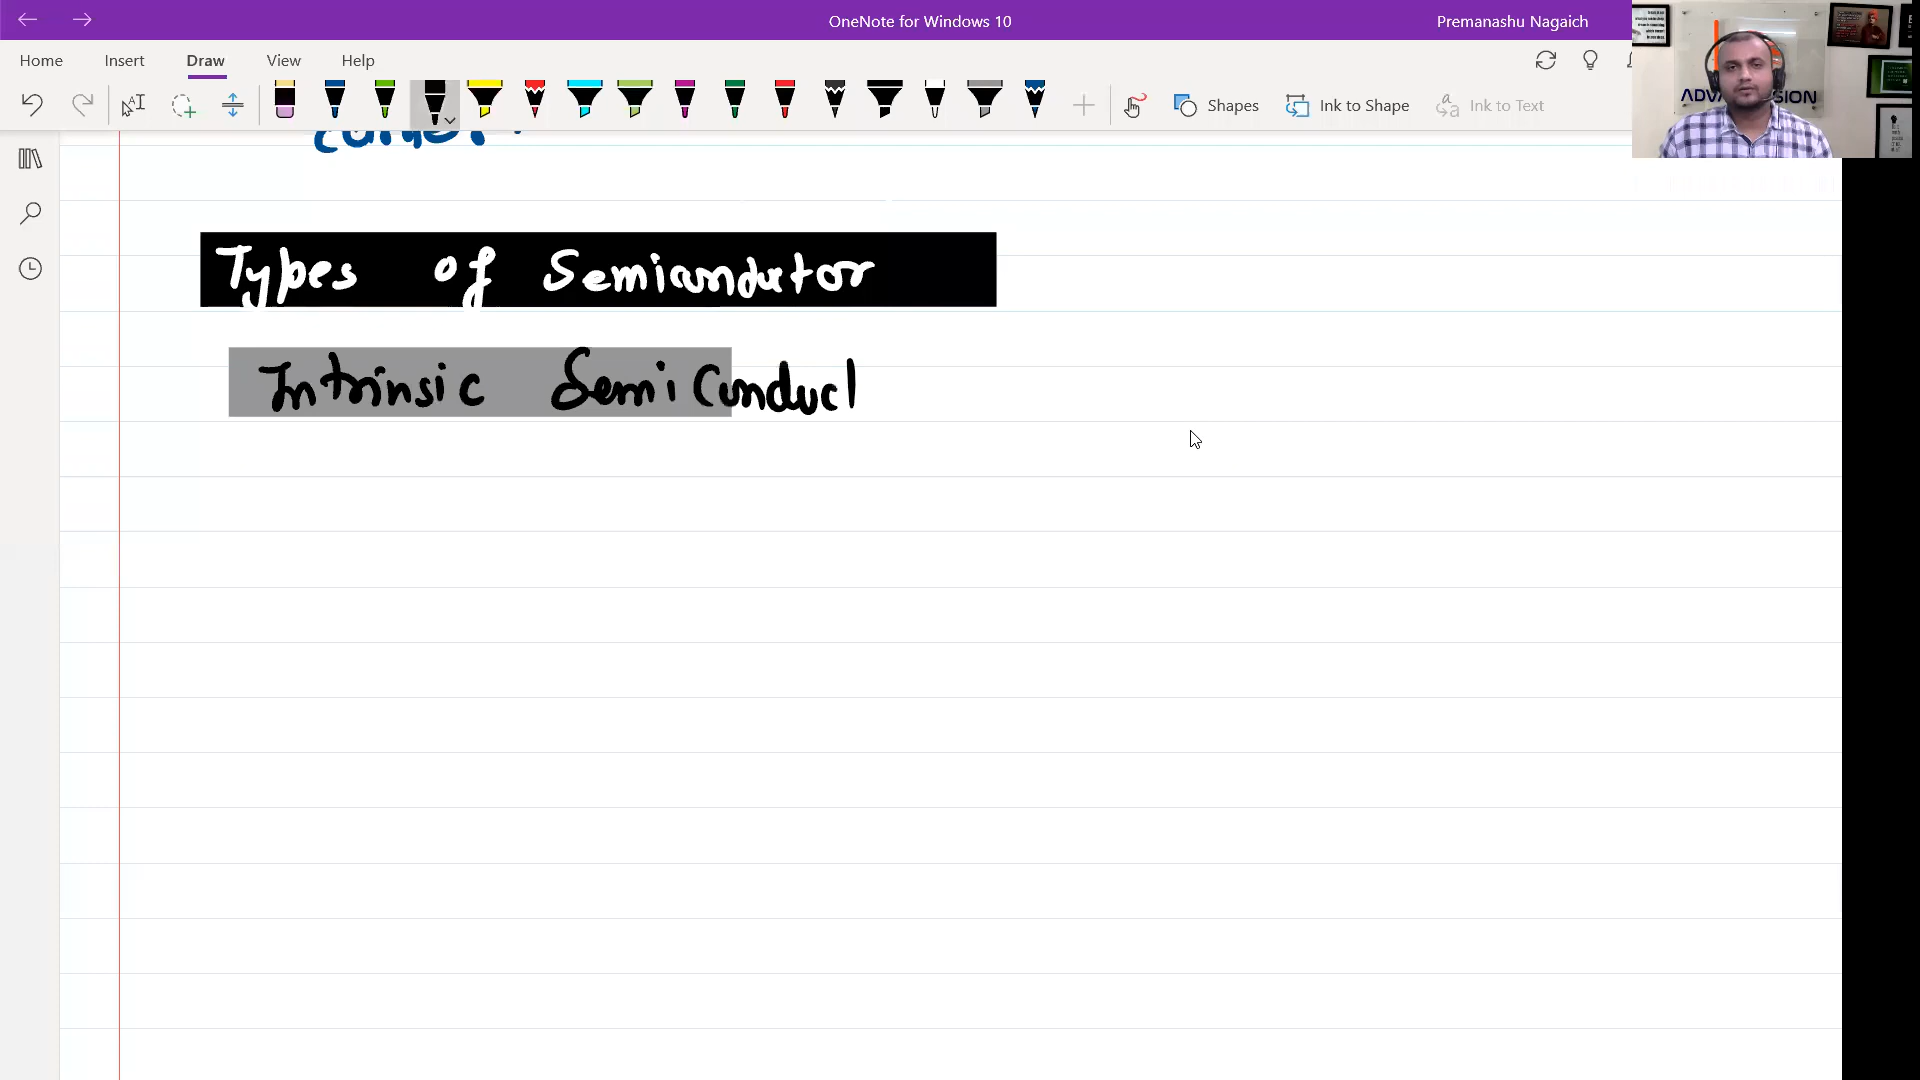 OneNote for Windows 10
Premanashu Nagaich
Home Insert Draw View Help
Shapes Ink to Shape Ink to Text
Types of Semiconductor
Intrinsic SemiConduct